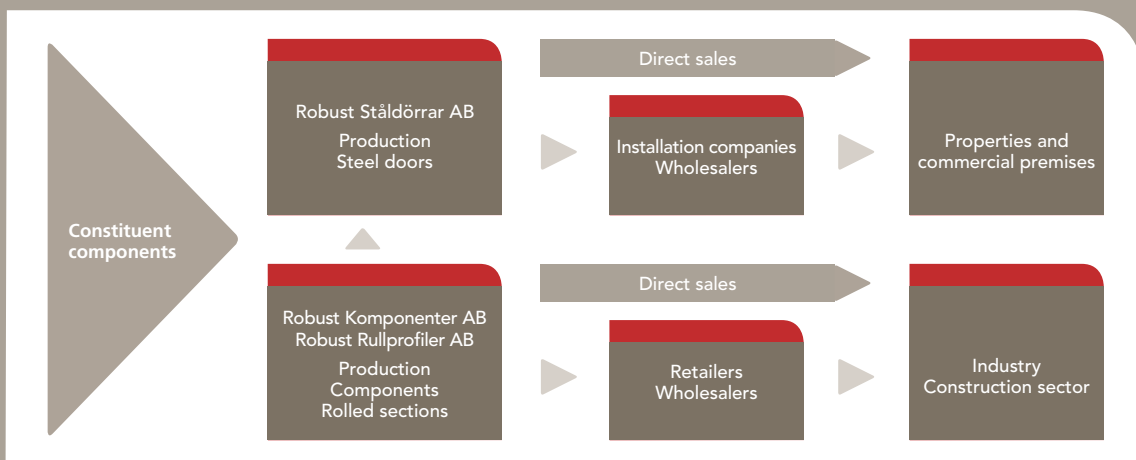 Constituent
components
Robust Ståldörrar AB
Production
Steel doors
Direct sales
Installation companies
Wholesalers
Properties and
commercial premises
Robust Komponenter AB
Robust Rullprofiler AB
Production
Components
Rolled sections
Direct sales
Retailers
Wholesalers
Industry
Construction sector